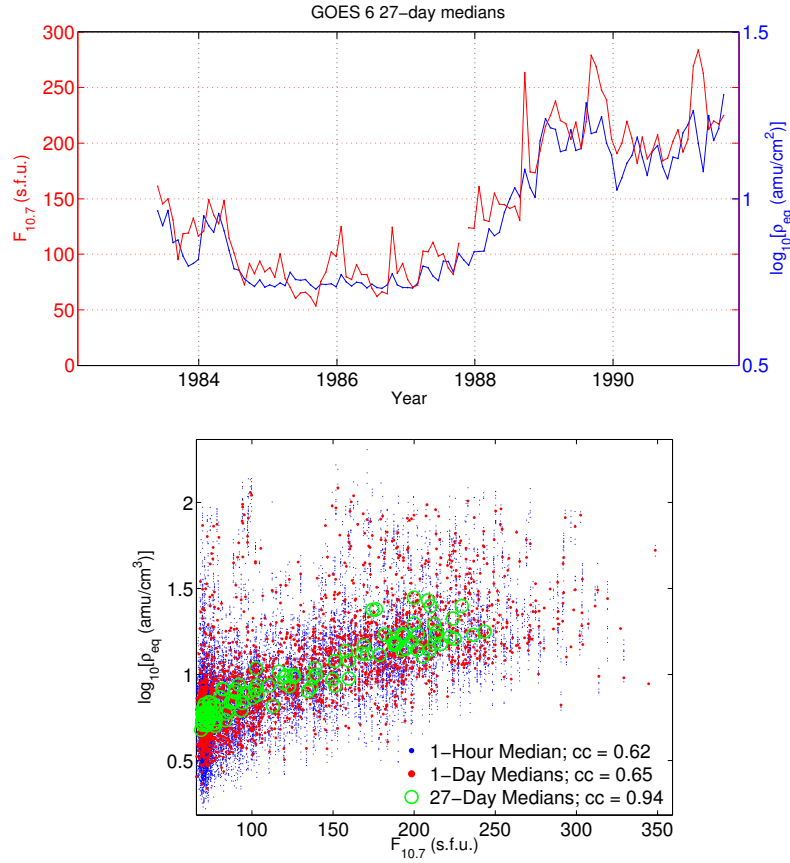 GOES 6 27−day medians
300
250
200
150
100
50
0
F10.7 (s.f.u.)
1.5
1
0.5
log10[ρeq (amu/cm2)]
1984 1986 1988 1990
Year
2
1.5
1
0.5
log10[ρeq (amu/cm3)]
1−Hour Median; cc = 0.62
1−Day Medians; cc = 0.65
27−Day Medians; cc = 0.94
100 150 200 250 300 350
F10.7 (s.f.u.)